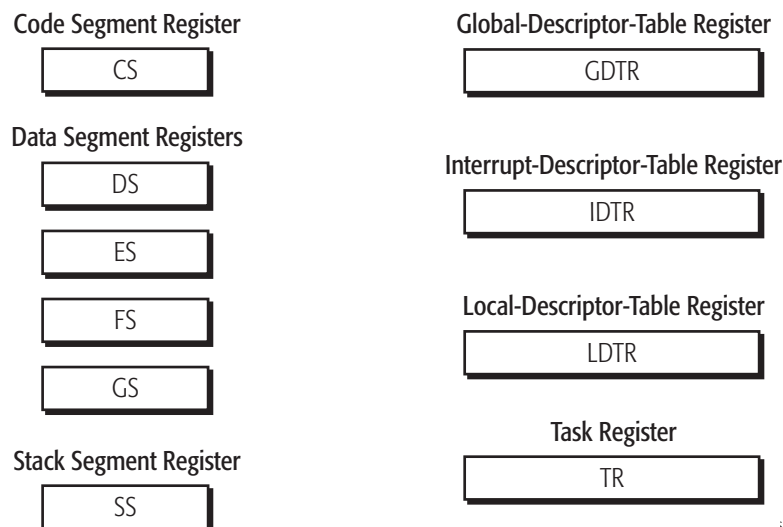 Code Segment Register
CS
Data Segment Registers
DS
ES
FS
GS
Stack Segment Register
SS
Global-Descriptor-Table Register
GDTR
Interrupt-Descriptor-Table Register
IDTR
Local-Descriptor-Table Register
LDTR
Task Register
TR